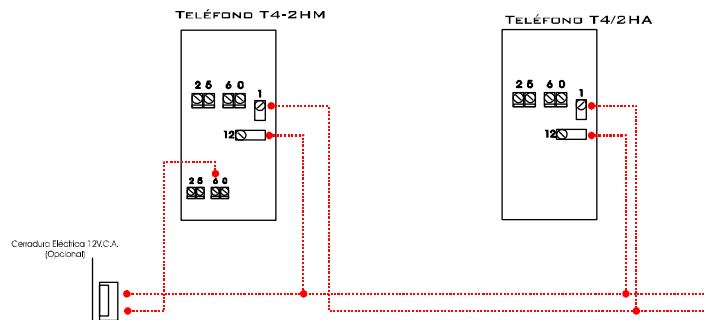 TELÉFONO T4-2HM
TELÉFONO T4/2HA
2 5 6 0
1
12
2 5 6 0
2 5 6 0
1
12
Cerradura Eléctrica 12V.C.A.
(Opcional)